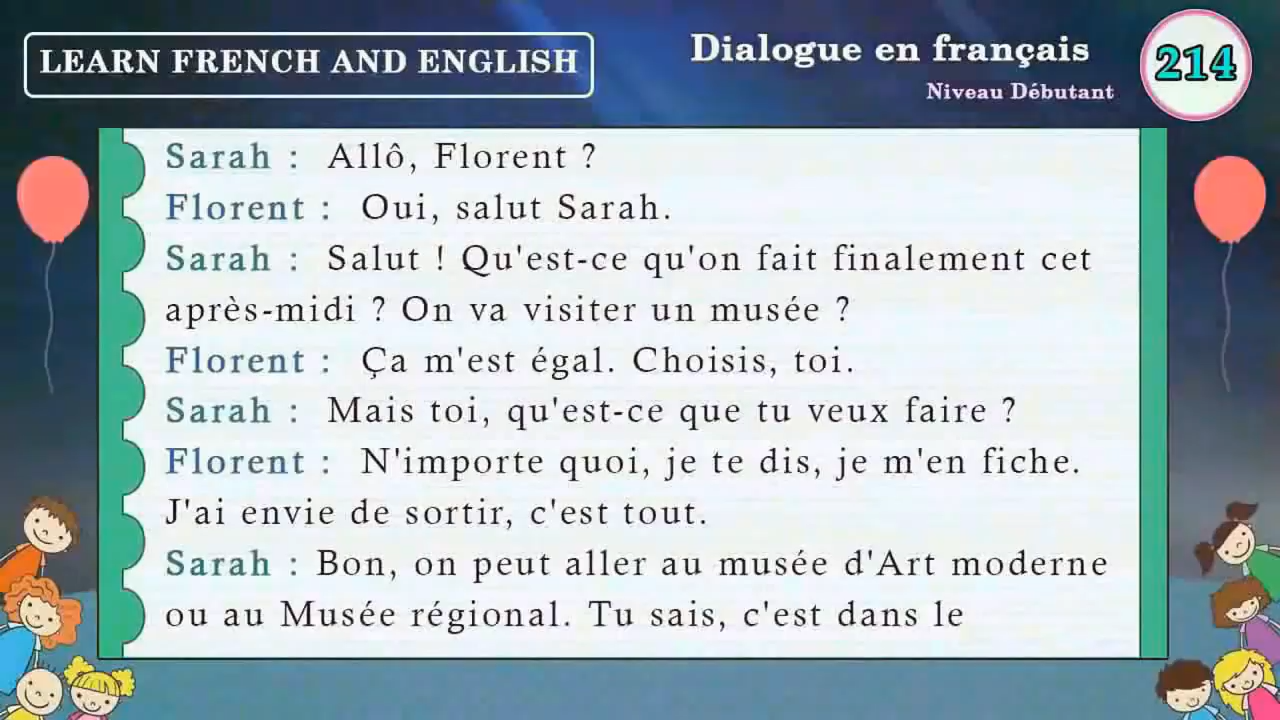 LEARN FRENCH AND ENGLISH
Dialogue en français
Niveau Débutant
214
Sarah : Allô, Florent ?
Florent : Oui, salut Sarah.
Sarah : Salut ! Qu'est-ce qu'on fait finalement cet
après-midi ? On va visiter un musée ?
Florent : Ça m'est égal. Choisis, toi.
Sarah : Mais toi, qu'est-ce que tu veux faire ?
Florent : N'importe quoi, je te dis, je m'en fiche.
J'ai envie de sortir, c'est tout.
Sarah : Bon, on peut aller au musée d'Art moderne
ou au Musée régional. Tu sais, c'est dans le